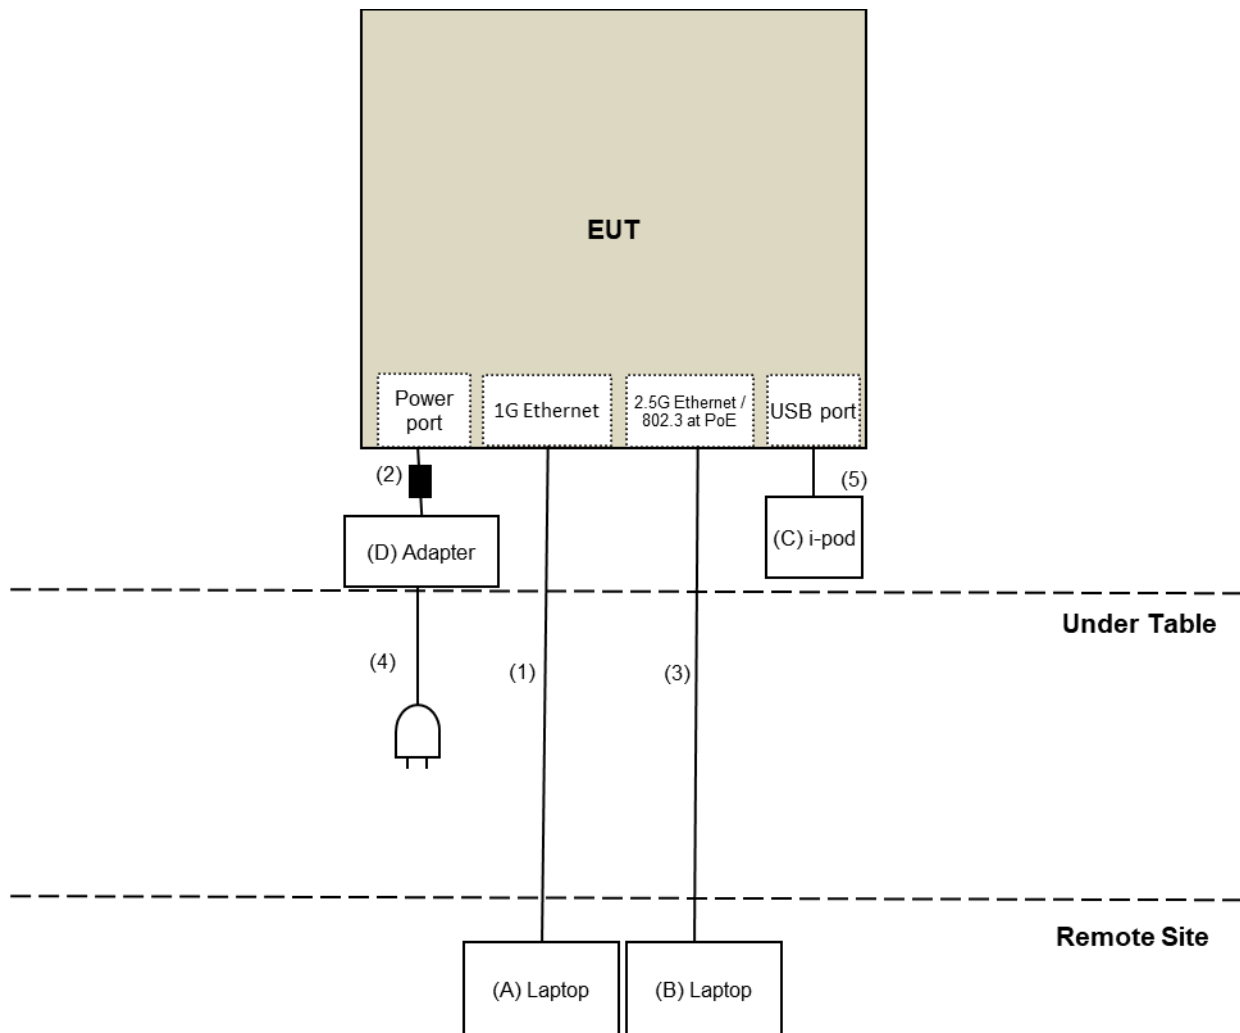 EUT
Power
port
1G Ethernet
2.5G Ethernet /
802.3 at PoE
USB port
(2)
(5)
(D) Adapter
(C) i-pod
Under Table
(4)
(1)
(3)
Remote Site
(A) Laptop
(B) Laptop